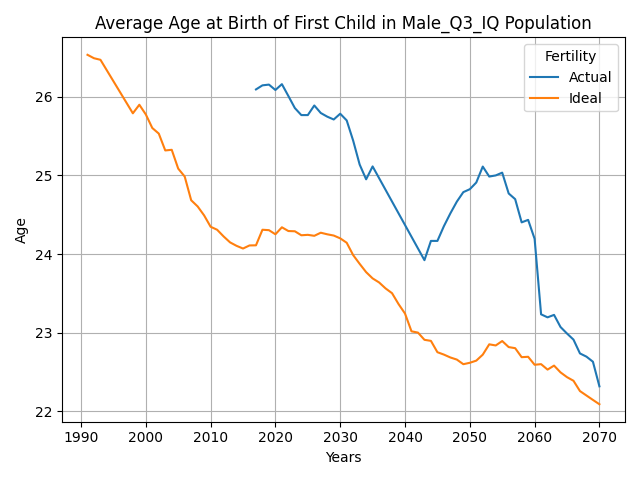 Average Age at Birth of First Child in Male_Q3_IQ Population
Fertility
Actual
Ideal
Age
26
25
24
23
22
1990 2000 2010 2020 2030 2040 2050 2060 2070
Years